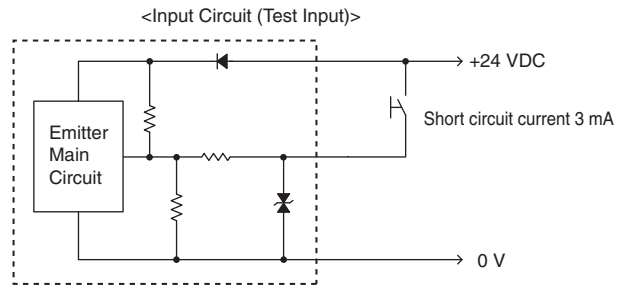 <Input Circuit (Test Input)>
+24 VDC
Short circuit current 3 mA
Emitter
Main
Circuit
0 V